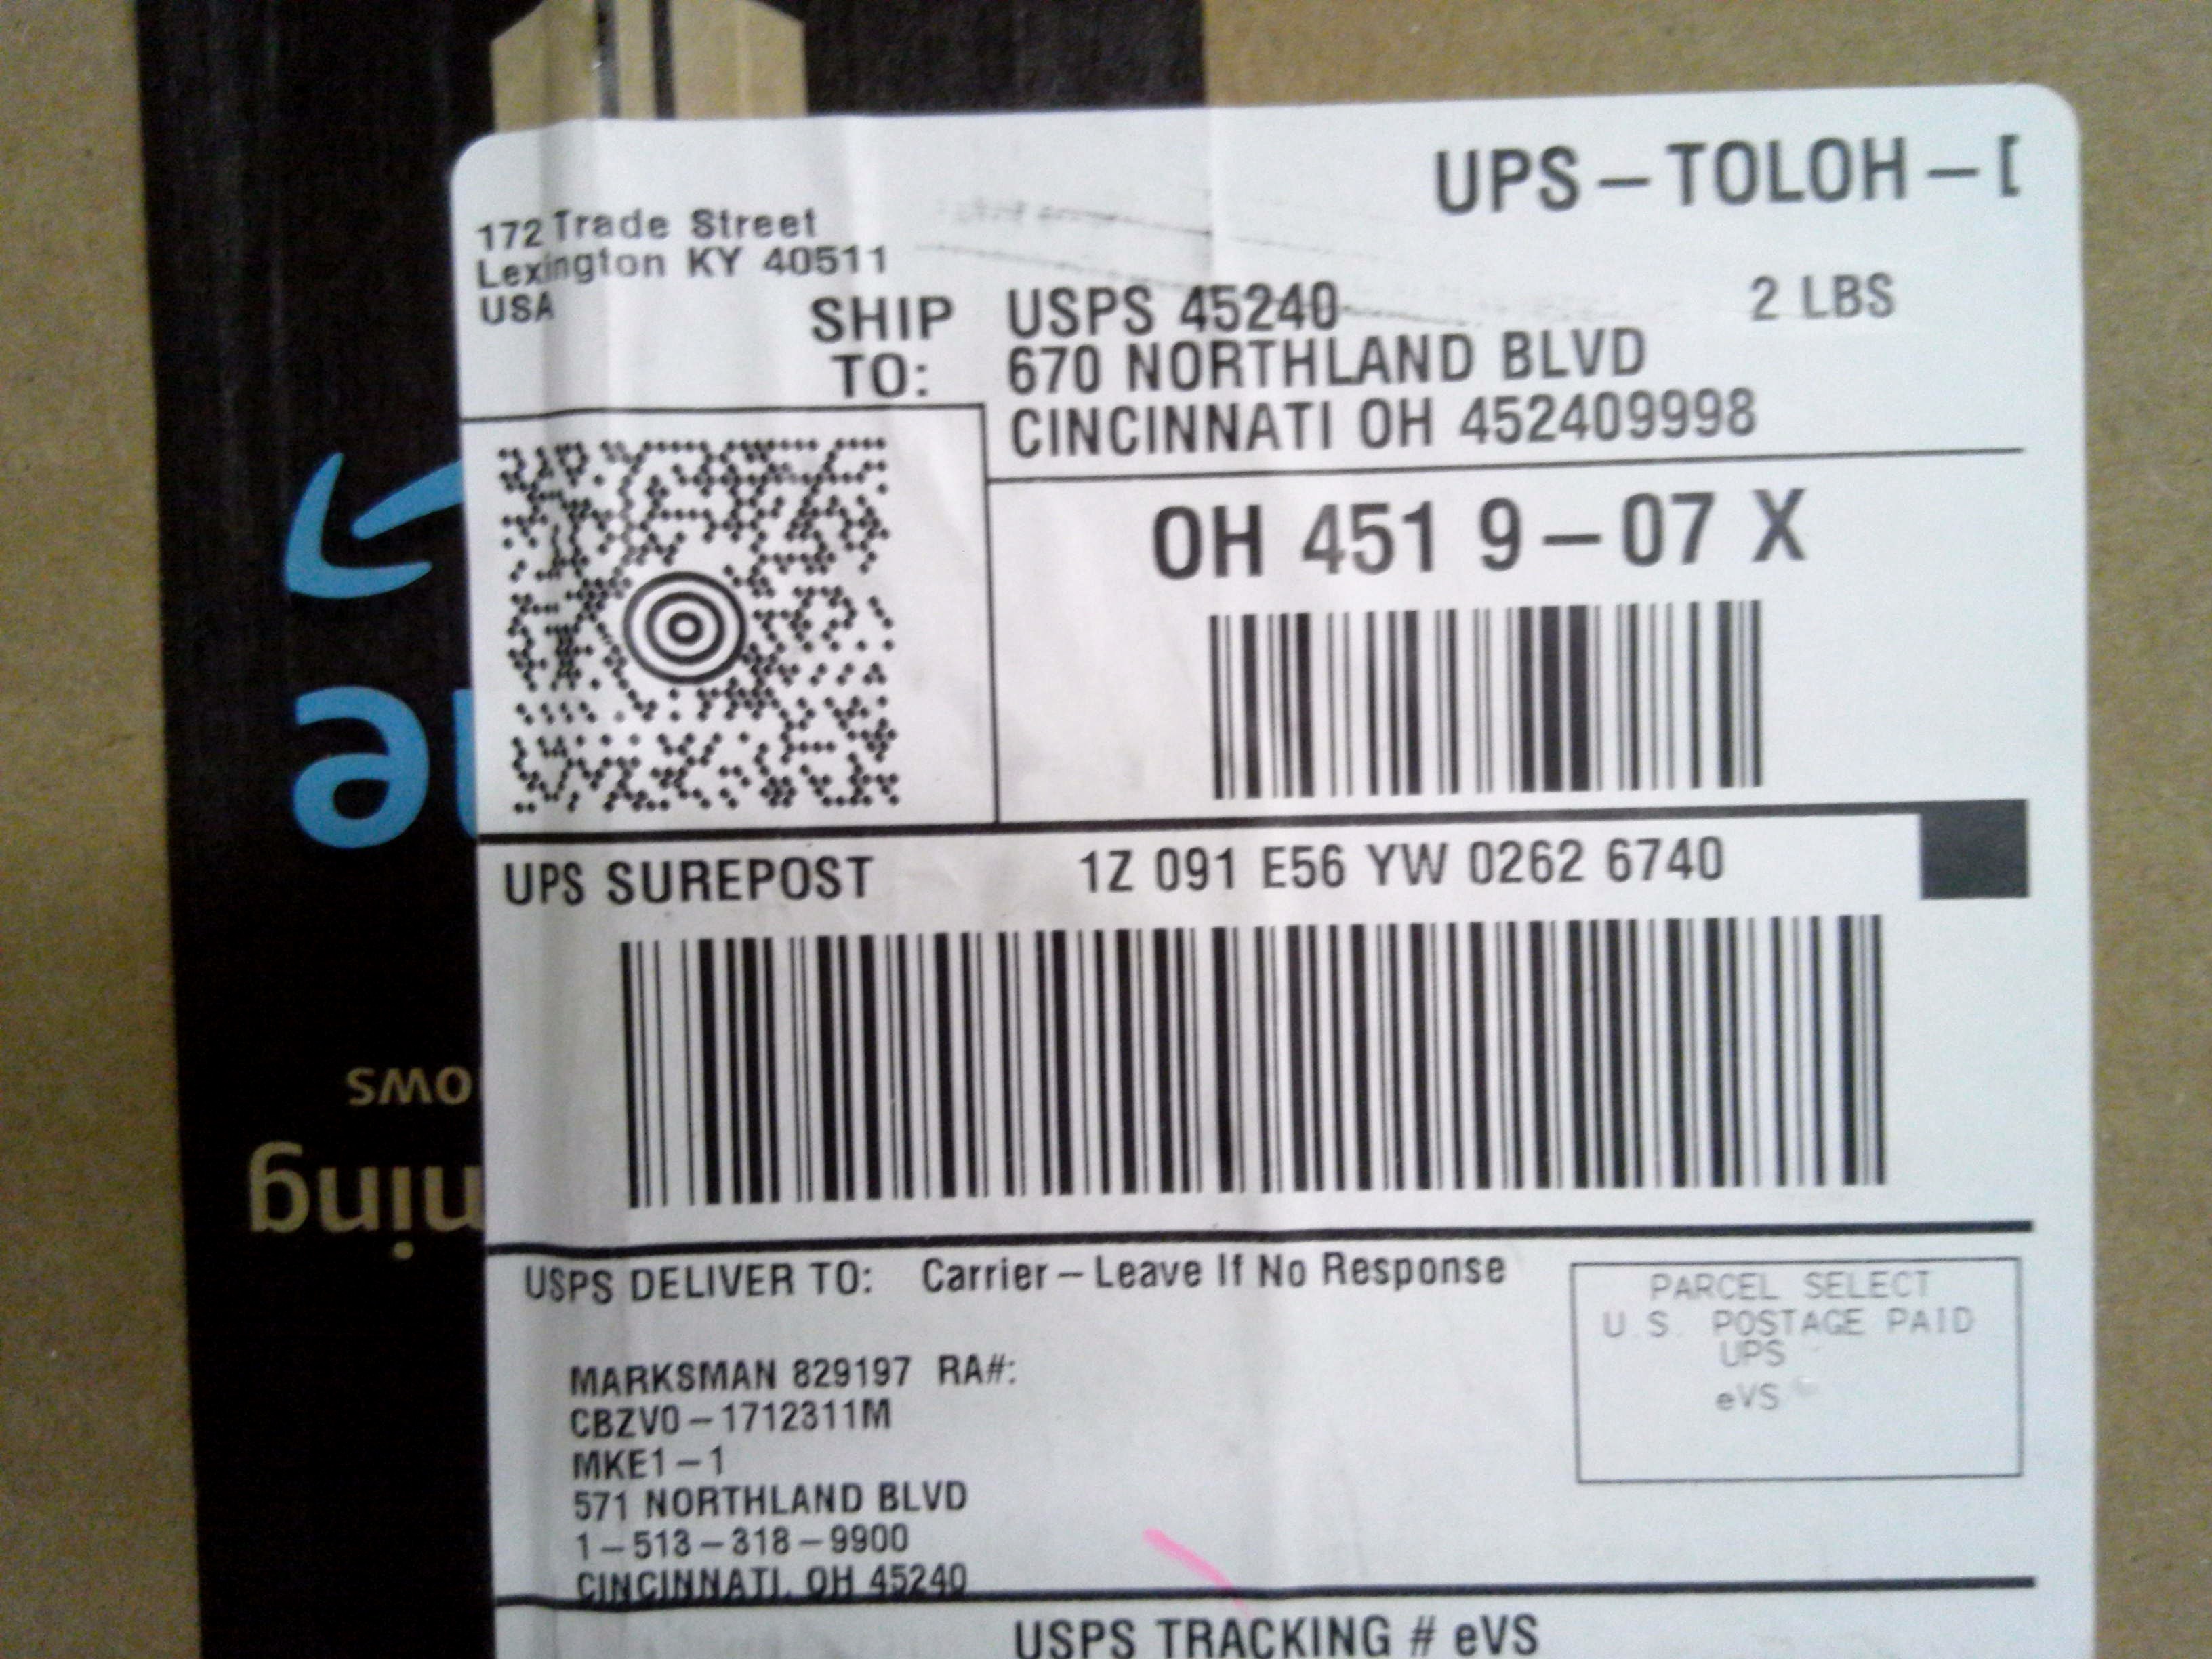 UPS – TOLOH – [
172 Trade Street
Lexington KY 40511
USA
2 LBS
SHIP TO:
USPS 45240
670 NORTHLAND BLVD
CINCINNATI OH 452409998
OH 451 9 – 07 X
UPS SUREPOST 1Z 091 E56 YW 0262 6740
USPS DELIVER TO: Carrier – Leave If No Response
PARCEL SELECT
U.S. POSTAGE PAID
UPS
eVS
MARKSMAN 829197 RA#:
CBZV0 – 1712311M
MKE1 – 1
571 NORTHLAND BLVD
1 – 513 – 318 – 9900
CINCINNATI, OH 45240
USPS TRACKING # eVS
ows
ning